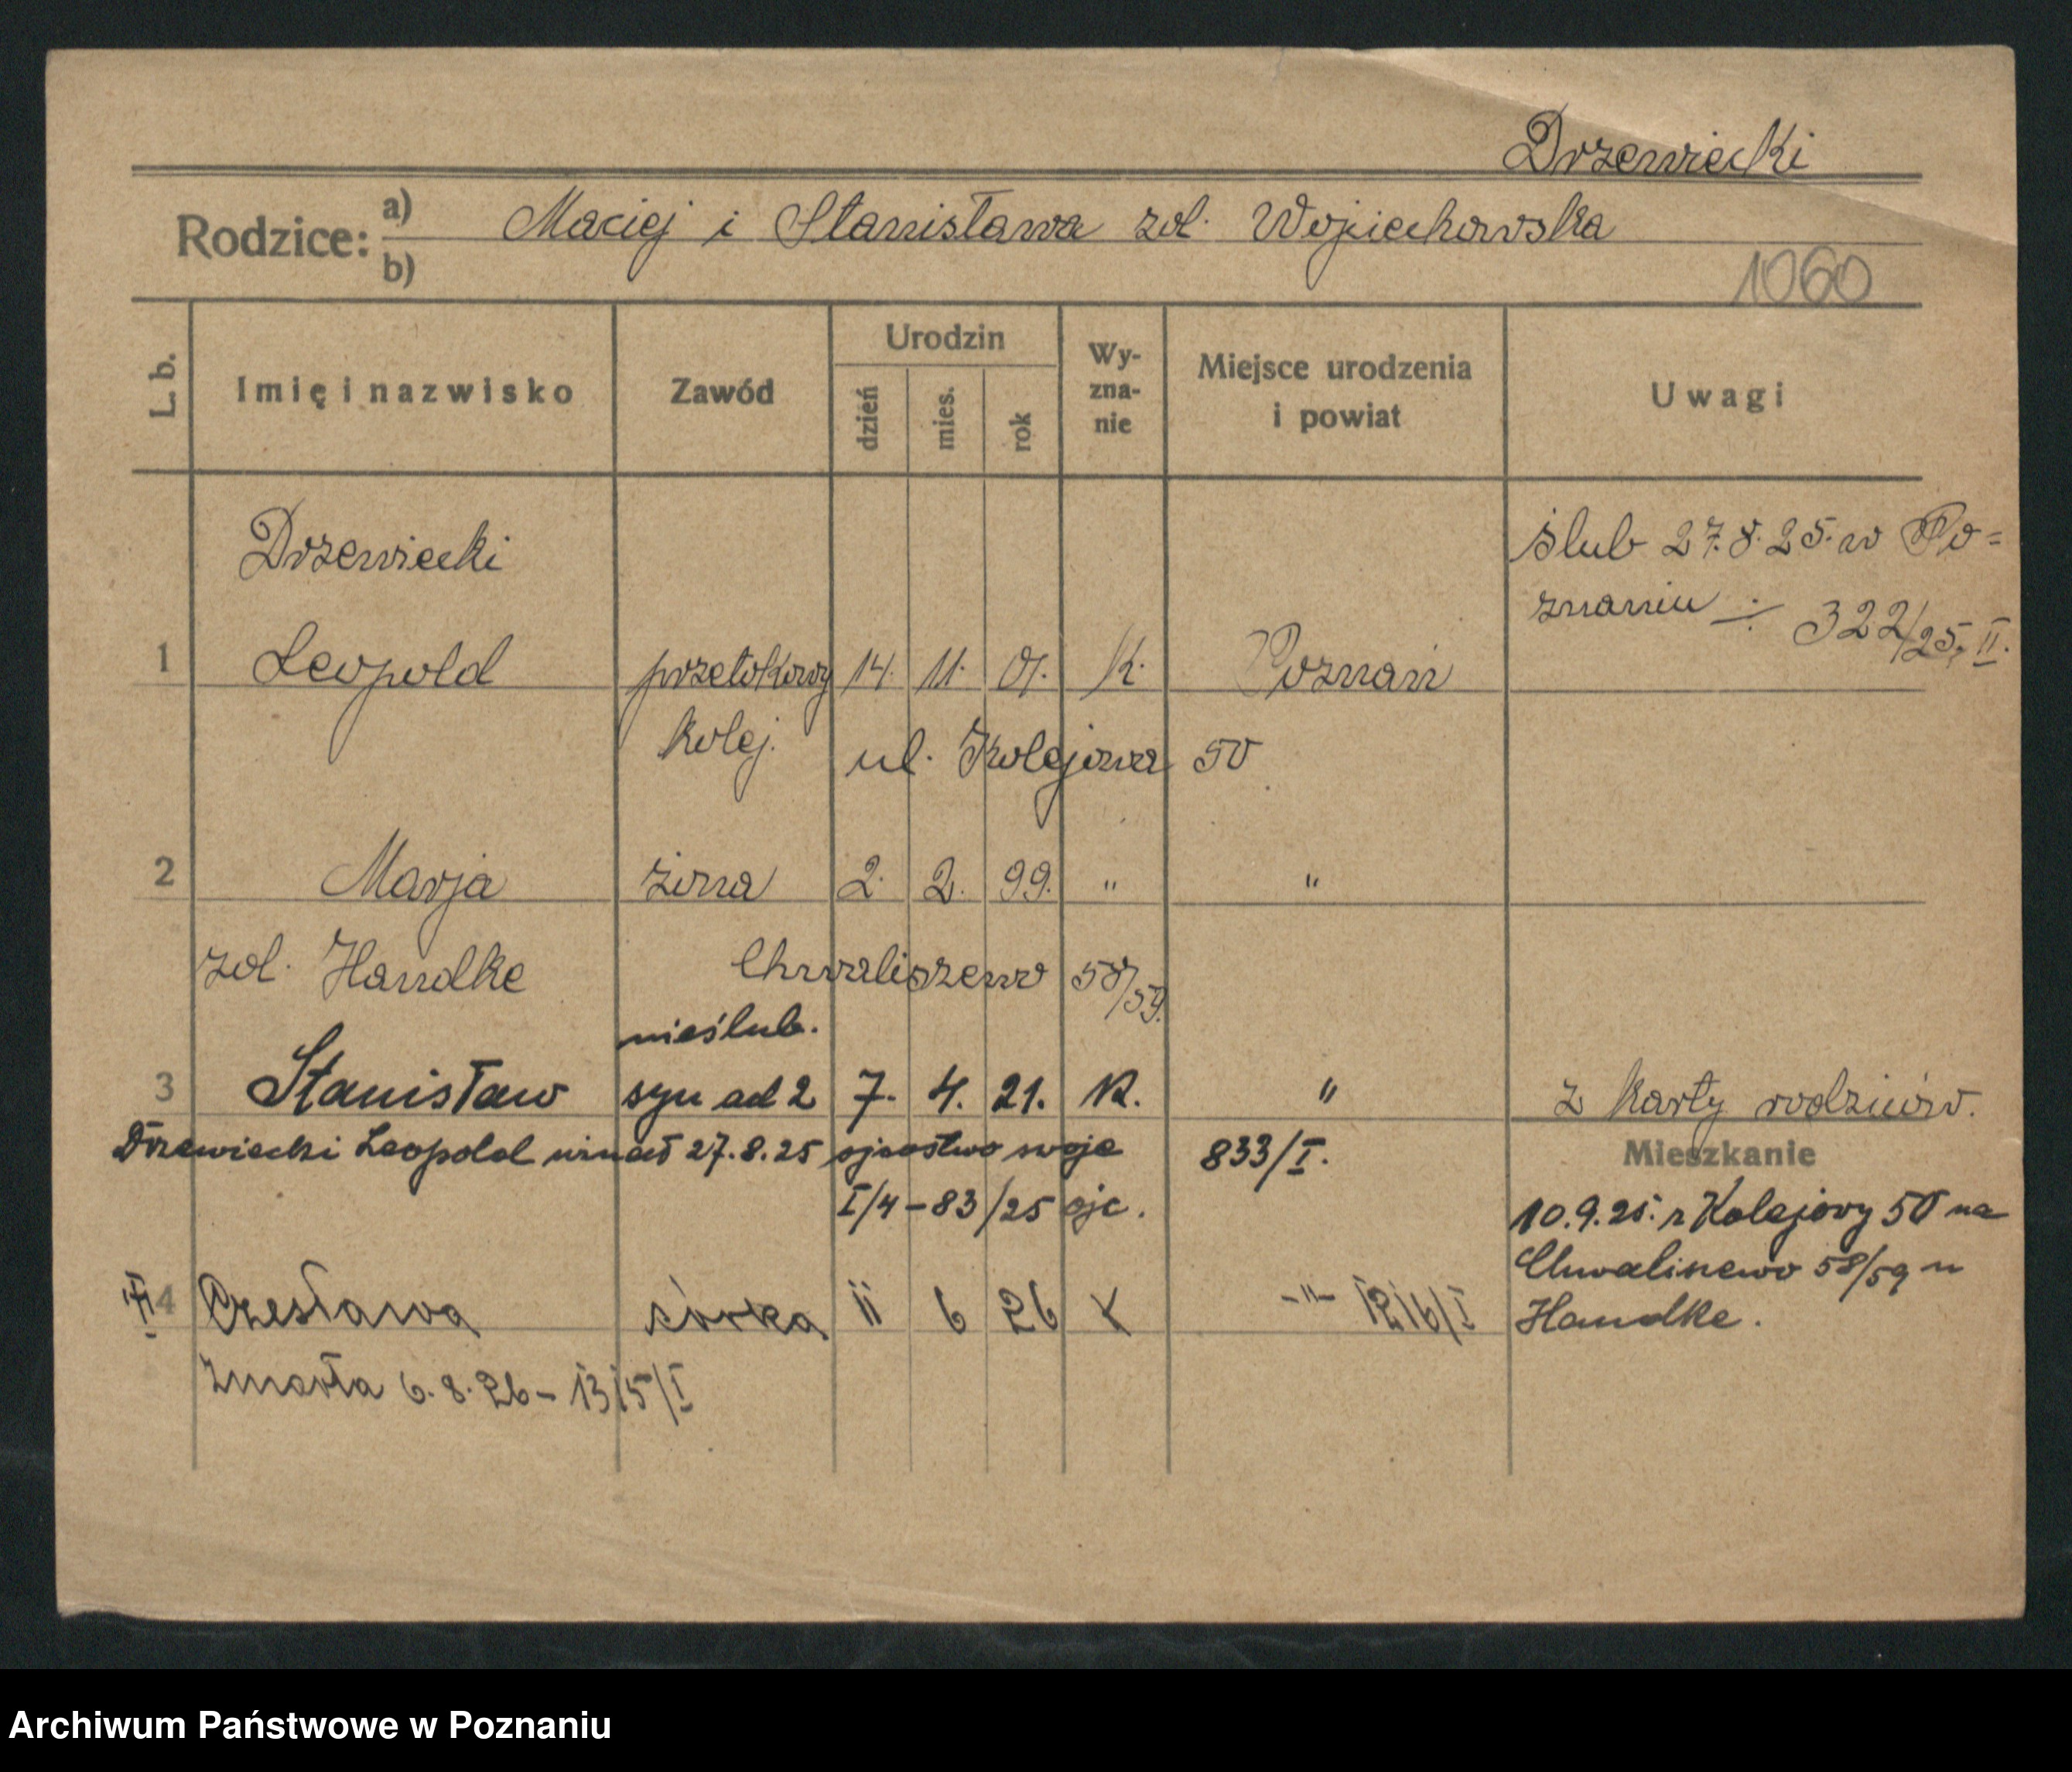 Drzewiecki
Rodzice: a) Maciej i Stanisława zd. Wojciechowska
b)
1060
L. b.
Imię i nazwisko
Zawód
Urodzin
dzień
mies.
rok
Wy-
zna-
nie
Miejsce urodzenia
i powiat
Uwagi
Drzewiecki
ślub 27.8.25. w Po=
znaniu 322/25, II.
1 Leopold przetokowy 14. 11. 01. K. Poznań
kolej. ul. Kolejowa 50
2 Marja żona 2. 2. 99. " "
zd. Handke Chwaliszewo 58/59.
nieślub.
3 Stanisław syn ad 2 7. 4. 21. K. " z karty rodziców.
Drzewiecki Leopold uznał 27.8.25 ojcostwo swoje 833/I.
Mieszkanie
I/4 - 83/25 ojc.
10.9.25. z Kolejowy 50 na
Chwaliszewo 58/59 u
Handke.
4 Czesława córka 11 6 26 K -"- 1216/I
zmarła 6.8.26 - 1315/I
Archiwum Państwowe w Poznaniu